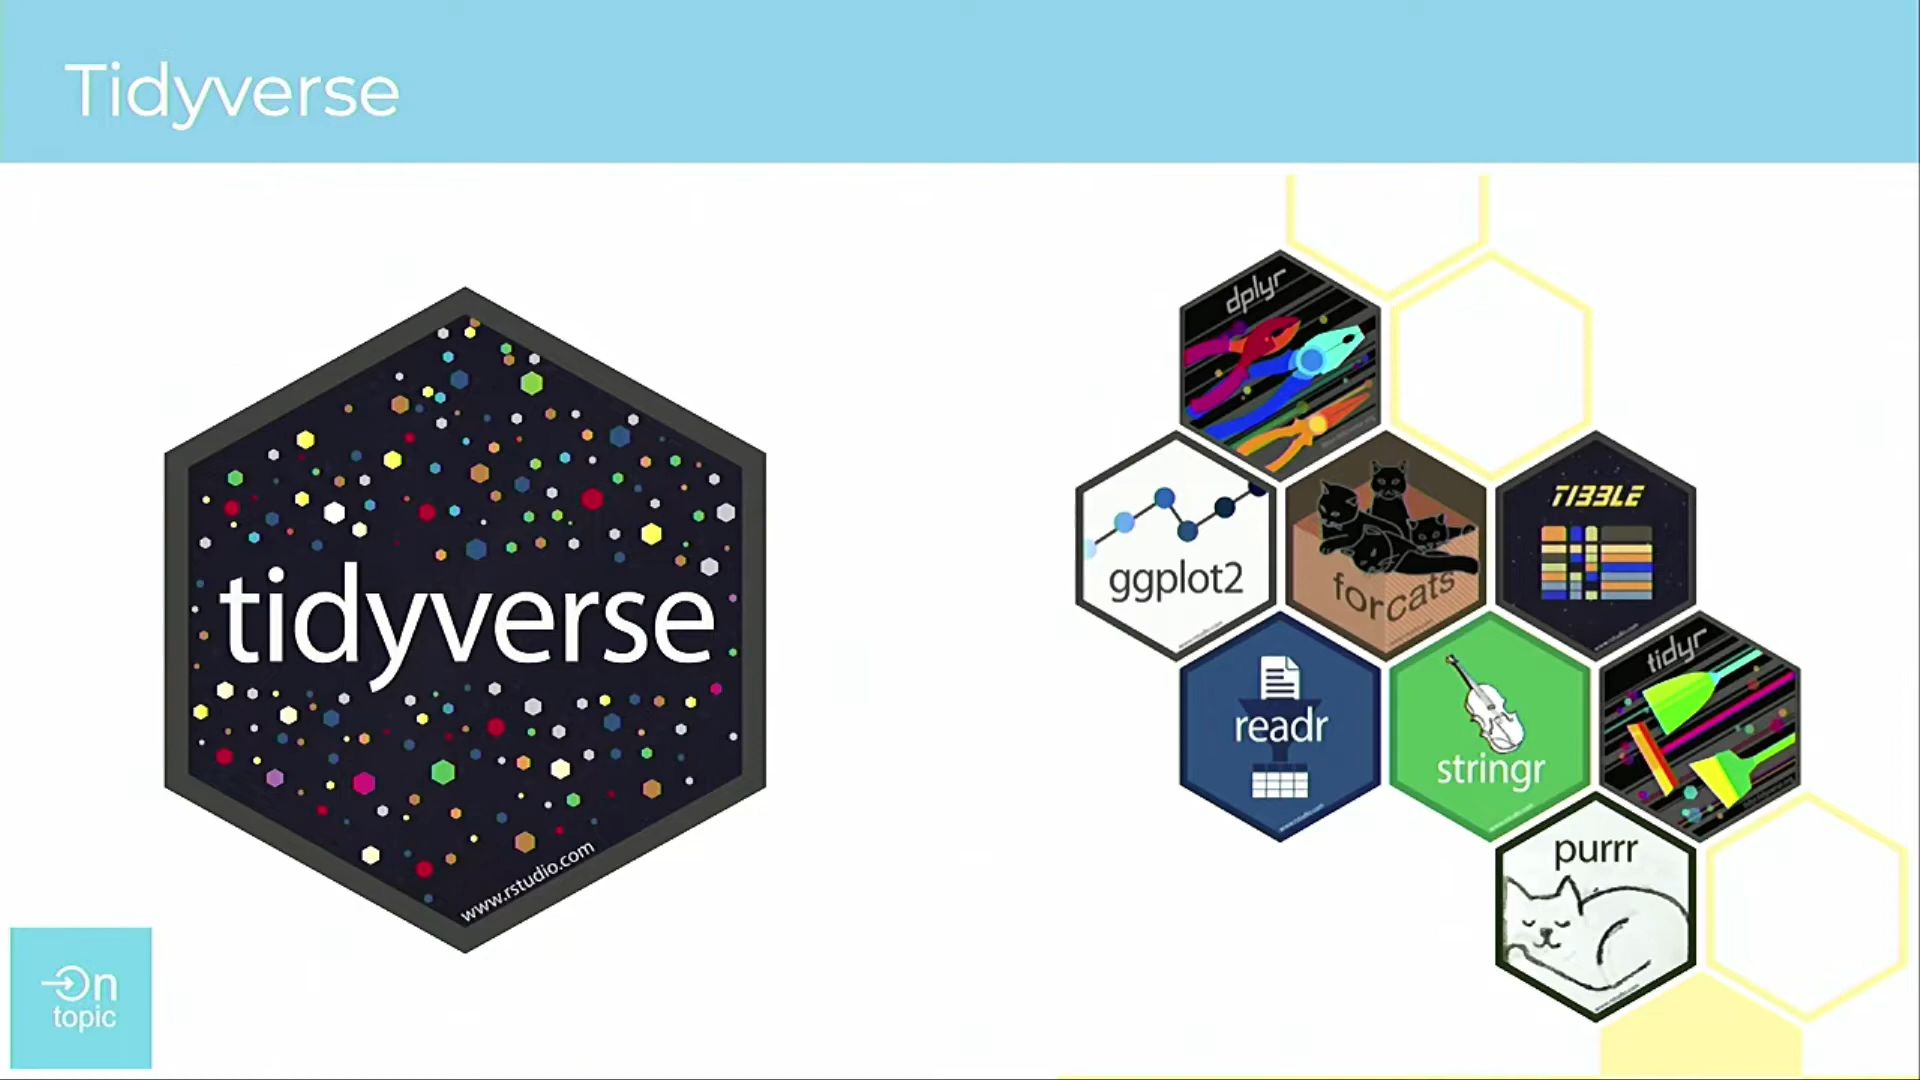 Tidyverse
tidyverse
www.rstudio.com
dplyr
ggplot2
forcats
TIBBLE
readr
stringr
tidyr
purrr
On
topic